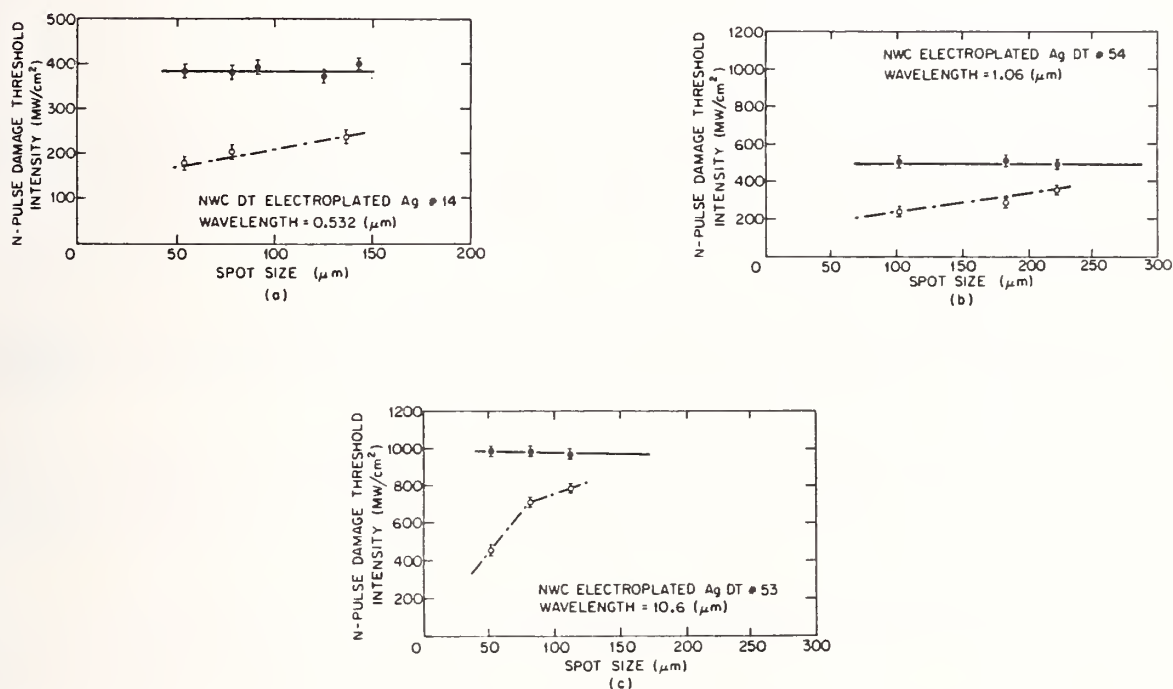 N-PULSE DAMAGE THRESHOLD
INTENSITY (MW/cm²)
500
400
300
200
100
0
50
100
150
200
NWC DT ELECTROPLATED Ag #14
WAVELENGTH = 0.532 (μm)
SPOT SIZE (μm)
(a)
N-PULSE DAMAGE THRESHOLD
INTENSITY (MW/cm²)
1200
1000
800
600
400
200
0
50
100
150
200
250
300
NWC ELECTROPLATED Ag DT #54
WAVELENGTH = 1.06 (μm)
SPOT SIZE (μm)
(b)
N-PULSE DAMAGE THRESHOLD
INTENSITY (MW/cm²)
1200
1000
800
600
400
200
0
50
100
150
200
250
300
NWC ELECTROPLATED Ag DT #53
WAVELENGTH = 10.6 (μm)
SPOT SIZE (μm)
(c)